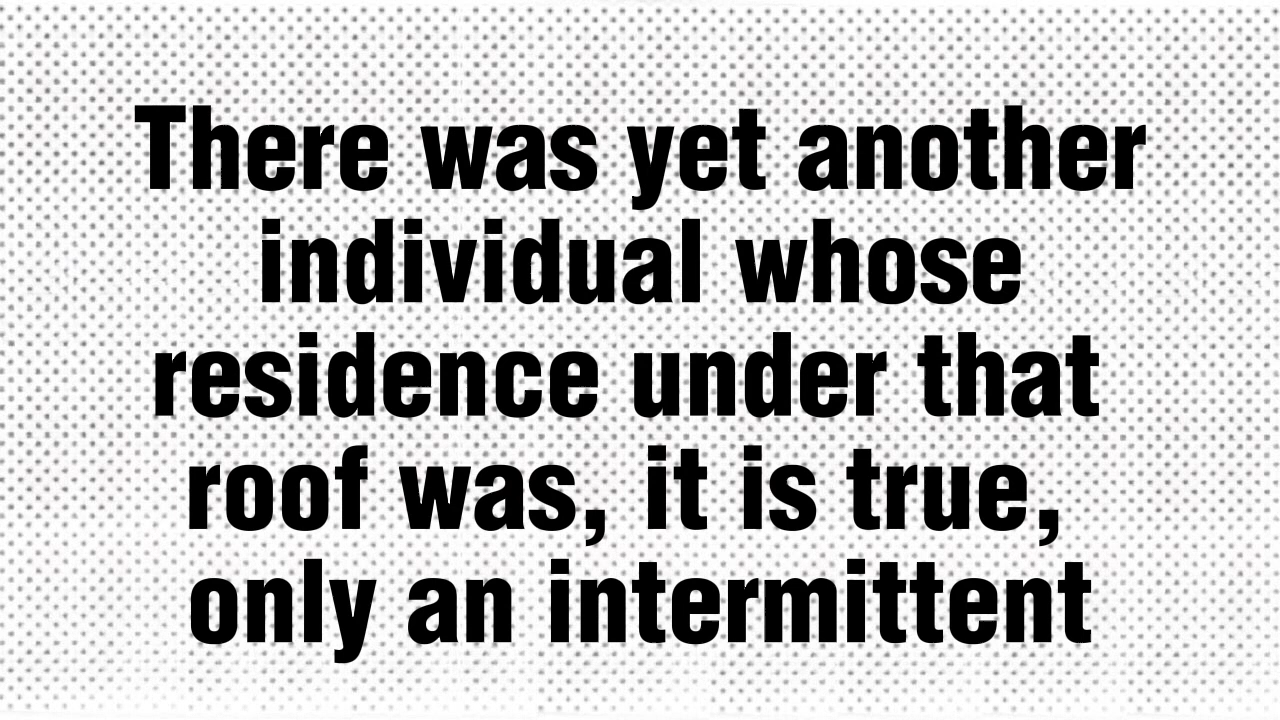 There was yet another
individual whose
residence under that
roof was, it is true,
only an intermittent